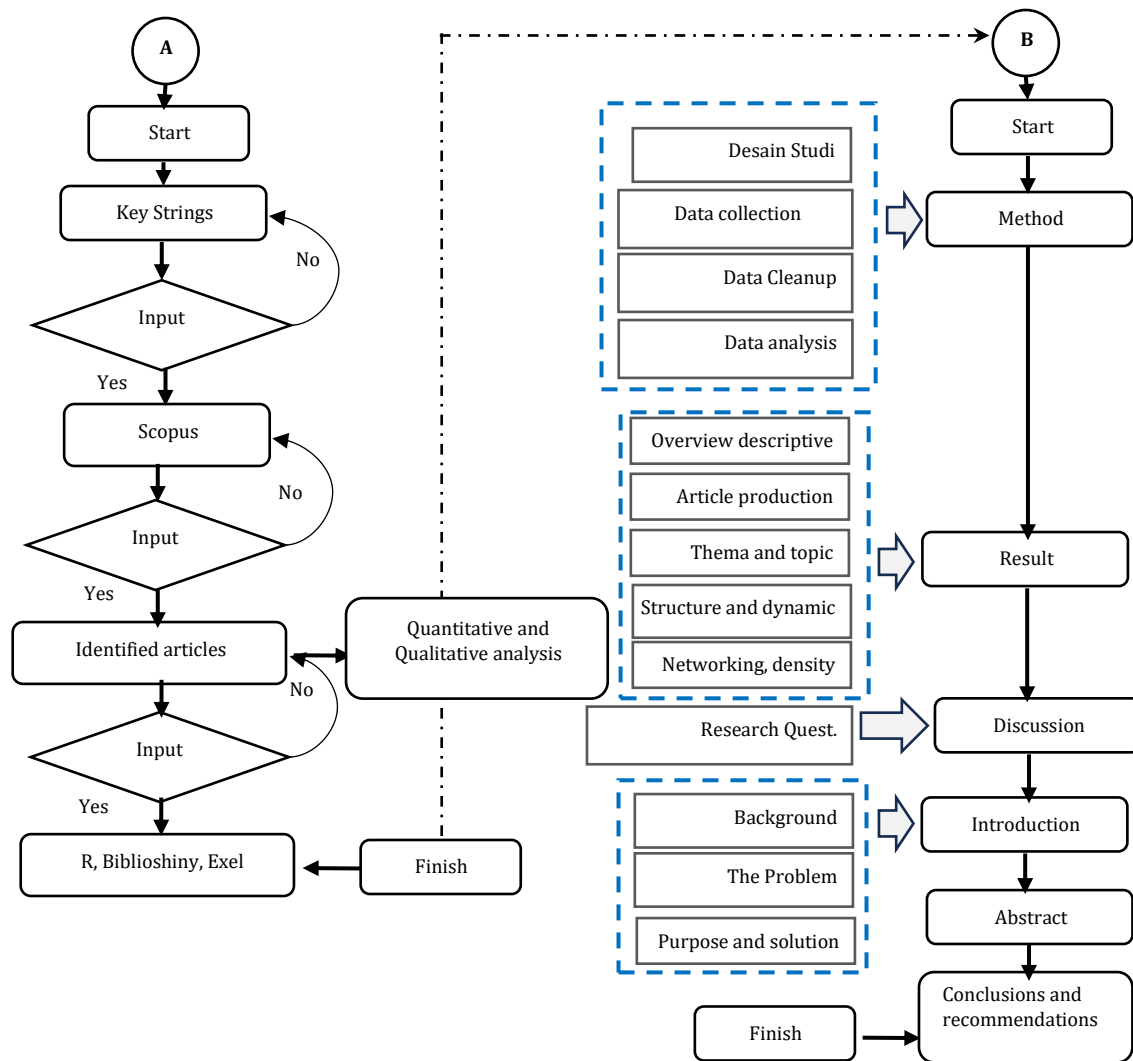 A
Start
Key Strings
No
Input
Yes
Scopus
No
Input
Yes
Identified articles
No
Input
Yes
R, Biblioshiny, Exel
Quantitative and
Qualitative analysis
Finish
B
Start
Desain Studi
Data collection
Data Cleanup
Data analysis
Method
Overview descriptive
Article production
Thema and topic
Structure and dynamic
Networking, density
Result
Research Quest.
Discussion
Background
The Problem
Purpose and solution
Introduction
Abstract
Conclusions and
recommendations
Finish